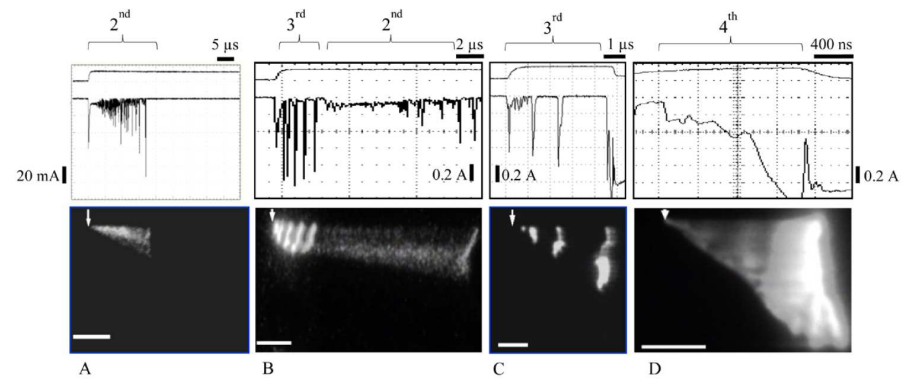 2nd
3rd 2nd
3rd
4th
5 µs
2 µs
1 µs
400 ns
20 mA
0.2 A
0.2 A
0.2 A
A
B
C
D